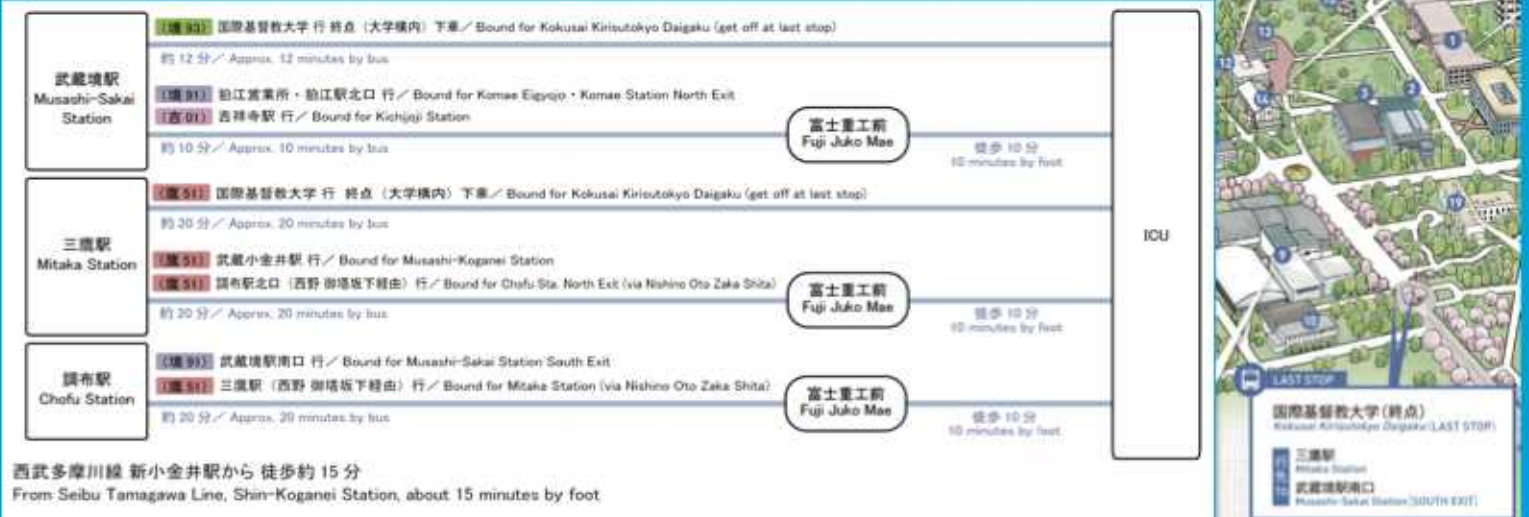 武蔵境駅
Musashi-Sakai
Station
(境 93) 国際基督教大学 行 終点 (大学構内) 下車／Bound for Kokusai Kirisutokyo Daigaku (get off at last stop)
約 12 分／Approx. 12 minutes by bus
(境 91) 狛江営業所・狛江駅北口 行／Bound for Komae Eigyojo・Komae Station North Exit
(吉 01) 吉祥寺駅 行／Bound for Kichijoji Station
約 10 分／Approx. 10 minutes by bus
富士重工前
Fuji Juko Mae
徒歩 10 分
10 minutes by foot
三鷹駅
Mitaka Station
(鷹 51) 国際基督教大学 行 終点 (大学構内) 下車／Bound for Kokusai Kirisutokyo Daigaku (get off at last stop)
約 20 分／Approx. 20 minutes by bus
(鷹 51) 武蔵小金井駅 行／Bound for Musashi-Koganei Station
(鷹 51) 調布駅北口 (西野 御塔坂下経由) 行／Bound for Chofu Sta. North Exit (via Nishino Oto Zaka Shita)
約 20 分／Approx. 20 minutes by bus
富士重工前
Fuji Juko Mae
徒歩 10 分
10 minutes by foot
調布駅
Chofu Station
(境 91) 武蔵境駅南口 行／Bound for Musashi-Sakai Station South Exit
(鷹 51) 三鷹駅 (西野 御塔坂下経由) 行／Bound for Mitaka Station (via Nishino Oto Zaka Shita)
約 20 分／Approx. 20 minutes by bus
富士重工前
Fuji Juko Mae
徒歩 10 分
10 minutes by foot
ICU
西武多摩川線 新小金井駅から 徒歩約 15 分
From Seibu Tamagawa Line, Shin-Koganei Station, about 15 minutes by foot
1
13
12
14
3
2
19
9
10
LAST STOP
国際基督教大学(終点)
Kokusai Kirisutokyo Daigaku (LAST STOP)
三鷹駅
Mitaka Station
武蔵境駅南口
Musashi-Sakai Station [SOUTH EXIT]